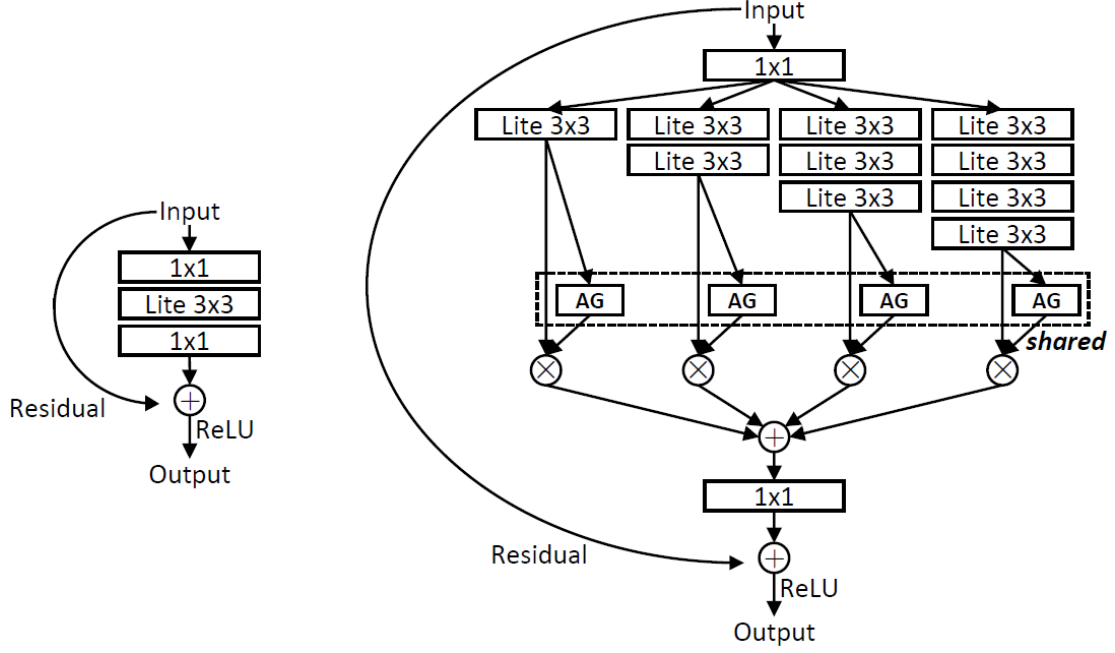 Input
1x1
Lite 3x3
1x1
+
Residual
ReLU
Output
Input
1x1
Lite 3x3 Lite 3x3 Lite 3x3 Lite 3x3
Lite 3x3 Lite 3x3 Lite 3x3
Lite 3x3 Lite 3x3
Lite 3x3
AG AG AG AG
shared
× × × ×
+
1x1
Residual
+
ReLU
Output